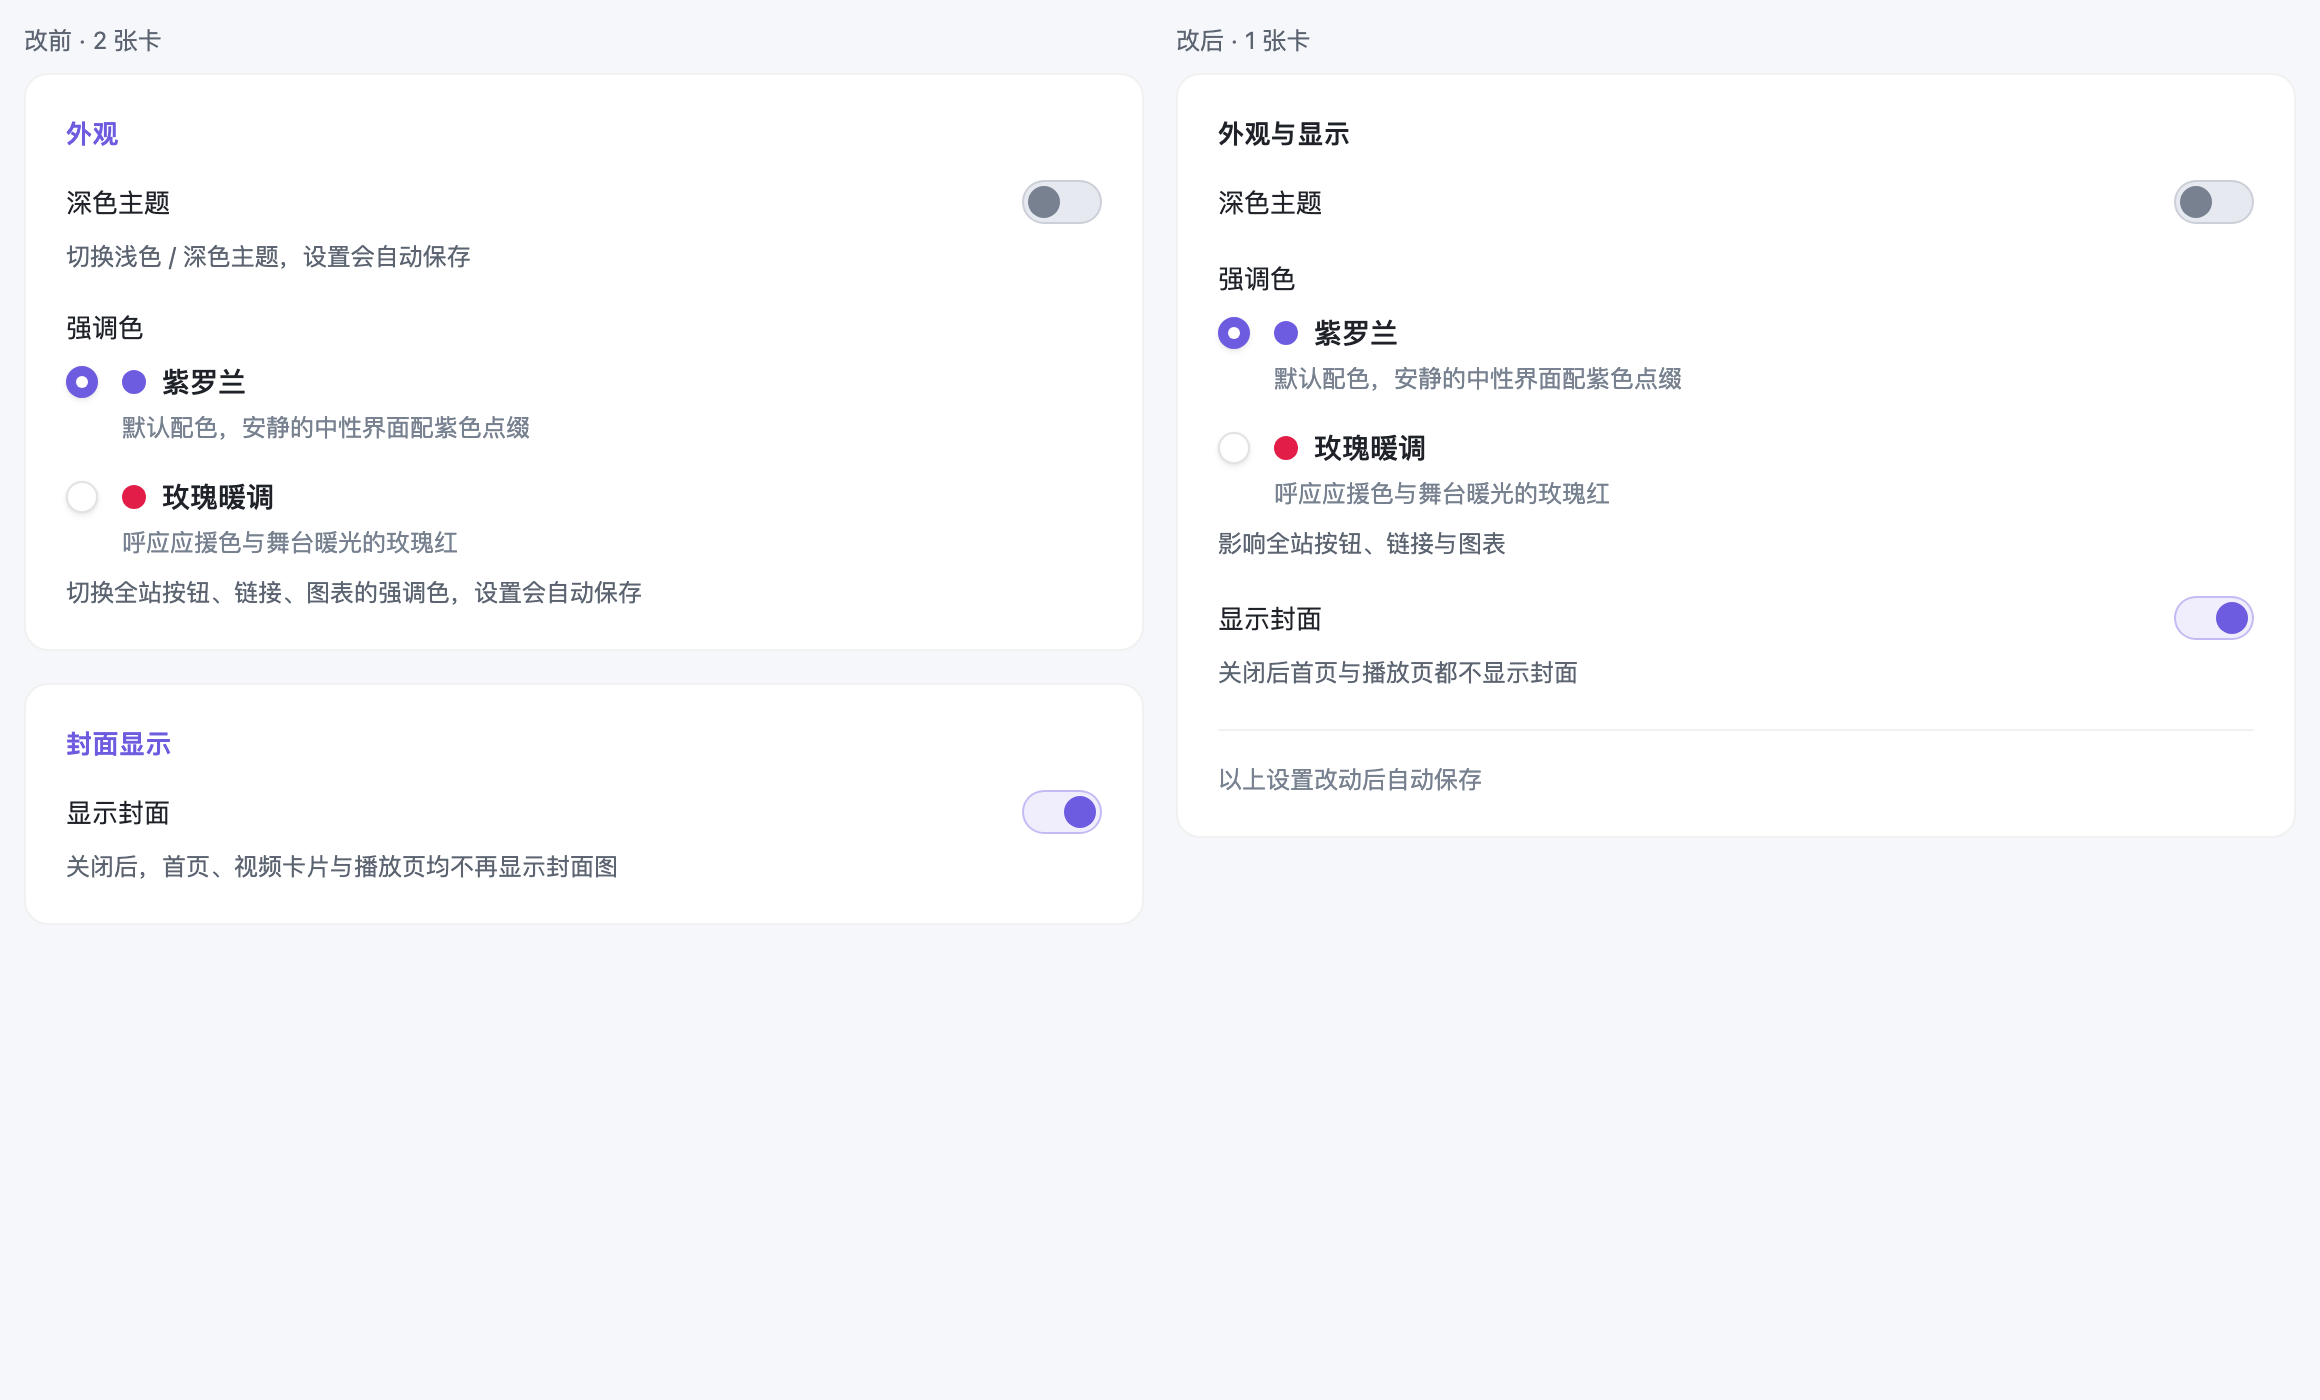 改前 · 2 张卡
外观
深色主题
切换浅色 / 深色主题，设置会自动保存
强调色
紫罗兰
默认配色，安静的中性界面配紫色点缀
玫瑰暖调
呼应应援色与舞台暖光的玫瑰红
切换全站按钮、链接、图表的强调色，设置会自动保存
封面显示
显示封面
关闭后，首页、视频卡片与播放页均不再显示封面图
改后 · 1 张卡
外观与显示
深色主题
强调色
紫罗兰
默认配色，安静的中性界面配紫色点缀
玫瑰暖调
呼应应援色与舞台暖光的玫瑰红
影响全站按钮、链接与图表
显示封面
关闭后首页与播放页都不显示封面
以上设置改动后自动保存